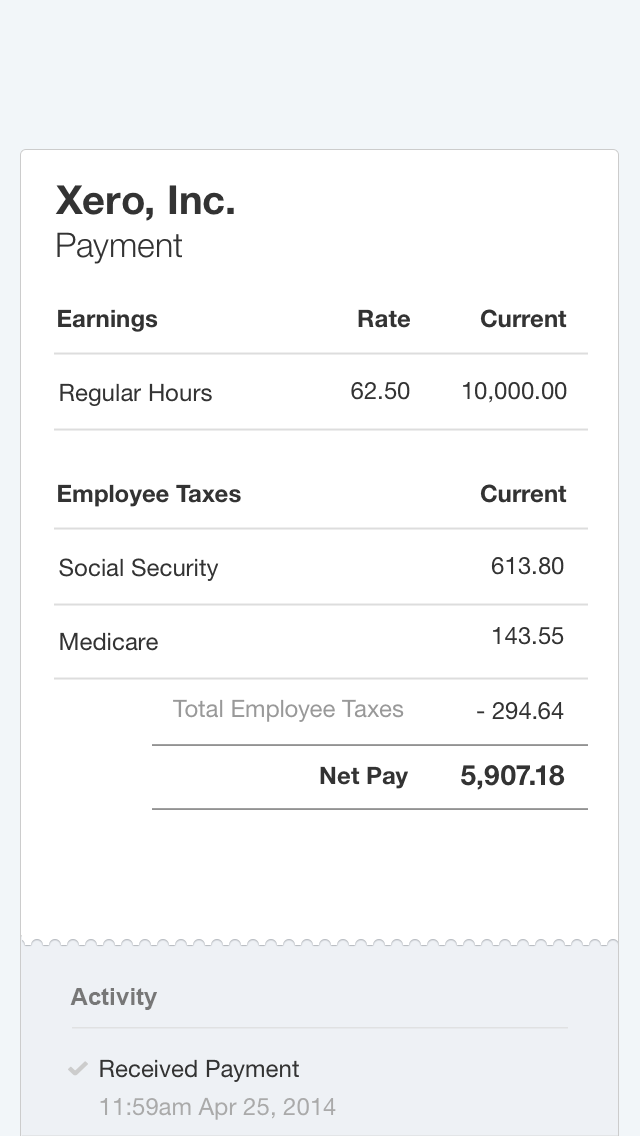 Xero, Inc.
Payment
Earnings Rate Current
Regular Hours 62.50 10,000.00
Employee Taxes Current
Social Security 613.80
Medicare 143.55
Total Employee Taxes - 294.64
Net Pay 5,907.18
Activity
Received Payment
11:59am Apr 25, 2014